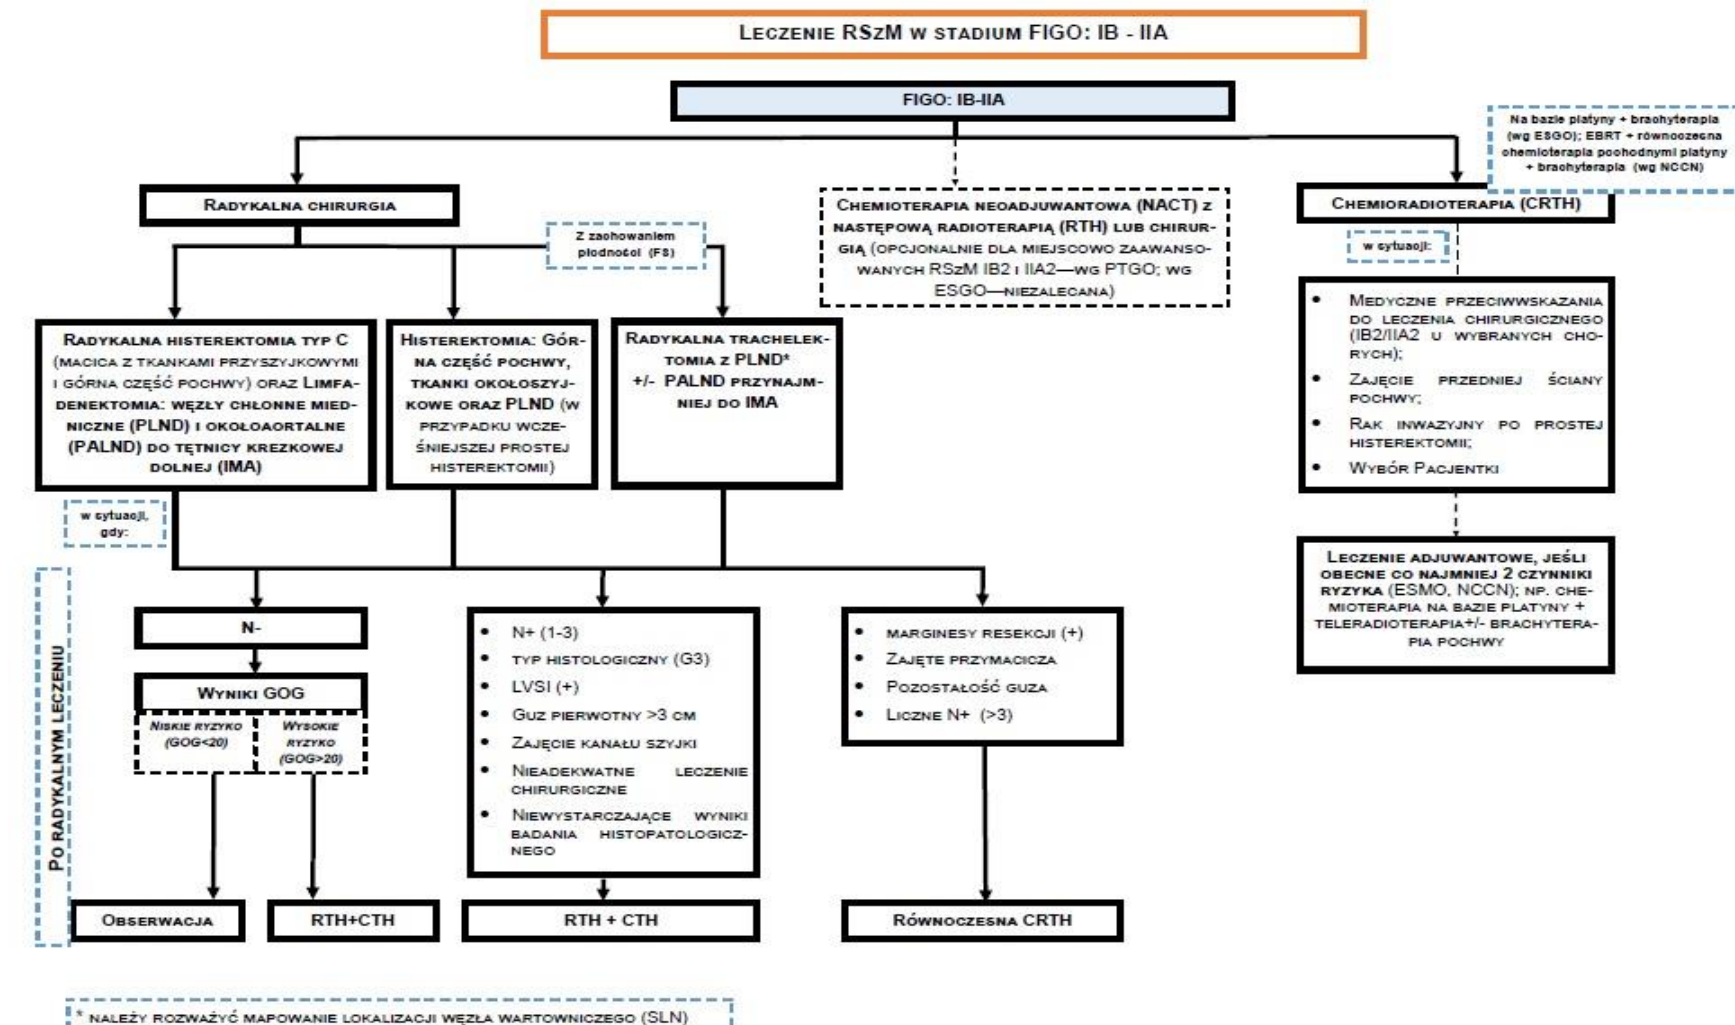 LECZENIE RSZM W STADIUM FIGO: IB - IIA
FIGO: IB-IIA
Na bazie platyny + brachyterapia
(wg ESGO); EBRT + równoczesna
chemioterapia pochodnymi platyny
+ brachyterapia (wg NCCN)
RADYKALNA CHIRURGIA
Z zachowaniem
płodności (FS)
CHEMIOTERAPIA NEOADJUWANTOWA (NACT) Z
NASTĘPOWĄ RADIOTERAPIĄ (RTH) LUB CHIRUR-
GIĄ (OPCJONALNIE DLA MIEJSCOWO ZAAWANSO-
WANYCH RSZM IB2 I IIA2—WG PTGO; WG
ESGO—NIEZALECANA)
CHEMIORADIOTERAPIA (CRTH)
w sytuacji:
RADYKALNA HISTEREKTOMIA TYP C
(MACICA Z TKANKAMI PRZYSZYJKOWYMI
I GÓRNA CZĘŚĆ POCHWY) ORAZ LIMFA-
DENEKTOMIA: WĘZŁY CHŁONNE MIED-
NICZNE (PLND) I OKOŁOAORTALNE
(PALND) DO TĘTNICY KREZKOWEJ
DOLNEJ (IMA)
HISTEREKTOMIA: GÓR-
NA CZĘŚĆ POCHWY,
TKANKI OKOŁOSZYJ-
KOWE ORAZ PLND (W
PRZYPADKU WCZE-
ŚNIEJSZEJ PROSTEJ
HISTEREKTOMII)
RADYKALNA TRACHELEK-
TOMIA Z PLND*
+/- PALND PRZYNAJM-
NIEJ DO IMA
• MEDYCZNE PRZECIWWSKAZANIA
DO LECZENIA CHIRURGICZNEGO
(IB2/IIA2 U WYBRANYCH CHO-
RYCH);
• ZAJĘCIE PRZEDNIEJ ŚCIANY
POCHWY;
• RAK INWAZYJNY PO PROSTEJ
HISTEREKTOMII;
• WYBÓR PACJENTKI
w sytuacji,
gdy:
LECZENIE ADJUWANTOWE, JEŚLI
OBECNE CO NAJMNIEJ 2 CZYNNIKI
RYZYKA (ESMO, NCCN); NP. CHE-
MIOTERAPIA NA BAZIE PLATYNY +
TELERADIOTERAPIA+/- BRACHYTERA-
PIA POCHWY
PO RADYKALNYM LECZENIU
N-
WYNIKI GOG
NISKIE RYZYKO
(GOG<20)
WYSOKIE
RYZYKO
(GOG>20)
• N+ (1-3)
• TYP HISTOLOGICZNY (G3)
• LVSI (+)
• GUZ PIERWOTNY >3 CM
• ZAJĘCIE KANAŁU SZYJKI
• NIEADEKWATNE LECZENIE
CHIRURGICZNE
• NIEWYSTARCZAJĄCE WYNIKI
BADANIA HISTOPATOLOGICZ-
NEGO
• MARGINESY RESEKCJI (+)
• ZAJĘTE PRZYMACICZA
• POZOSTAŁOŚĆ GUZA
• LICZNE N+ (>3)
OBSERWACJA
RTH+CTH
RTH + CTH
RÓWNOCZESNA CRTH
* NALEŻY ROZWAŻYĆ MAPOWANIE LOKALIZACJI WĘZŁA WARTOWNICZEGO (SLN)